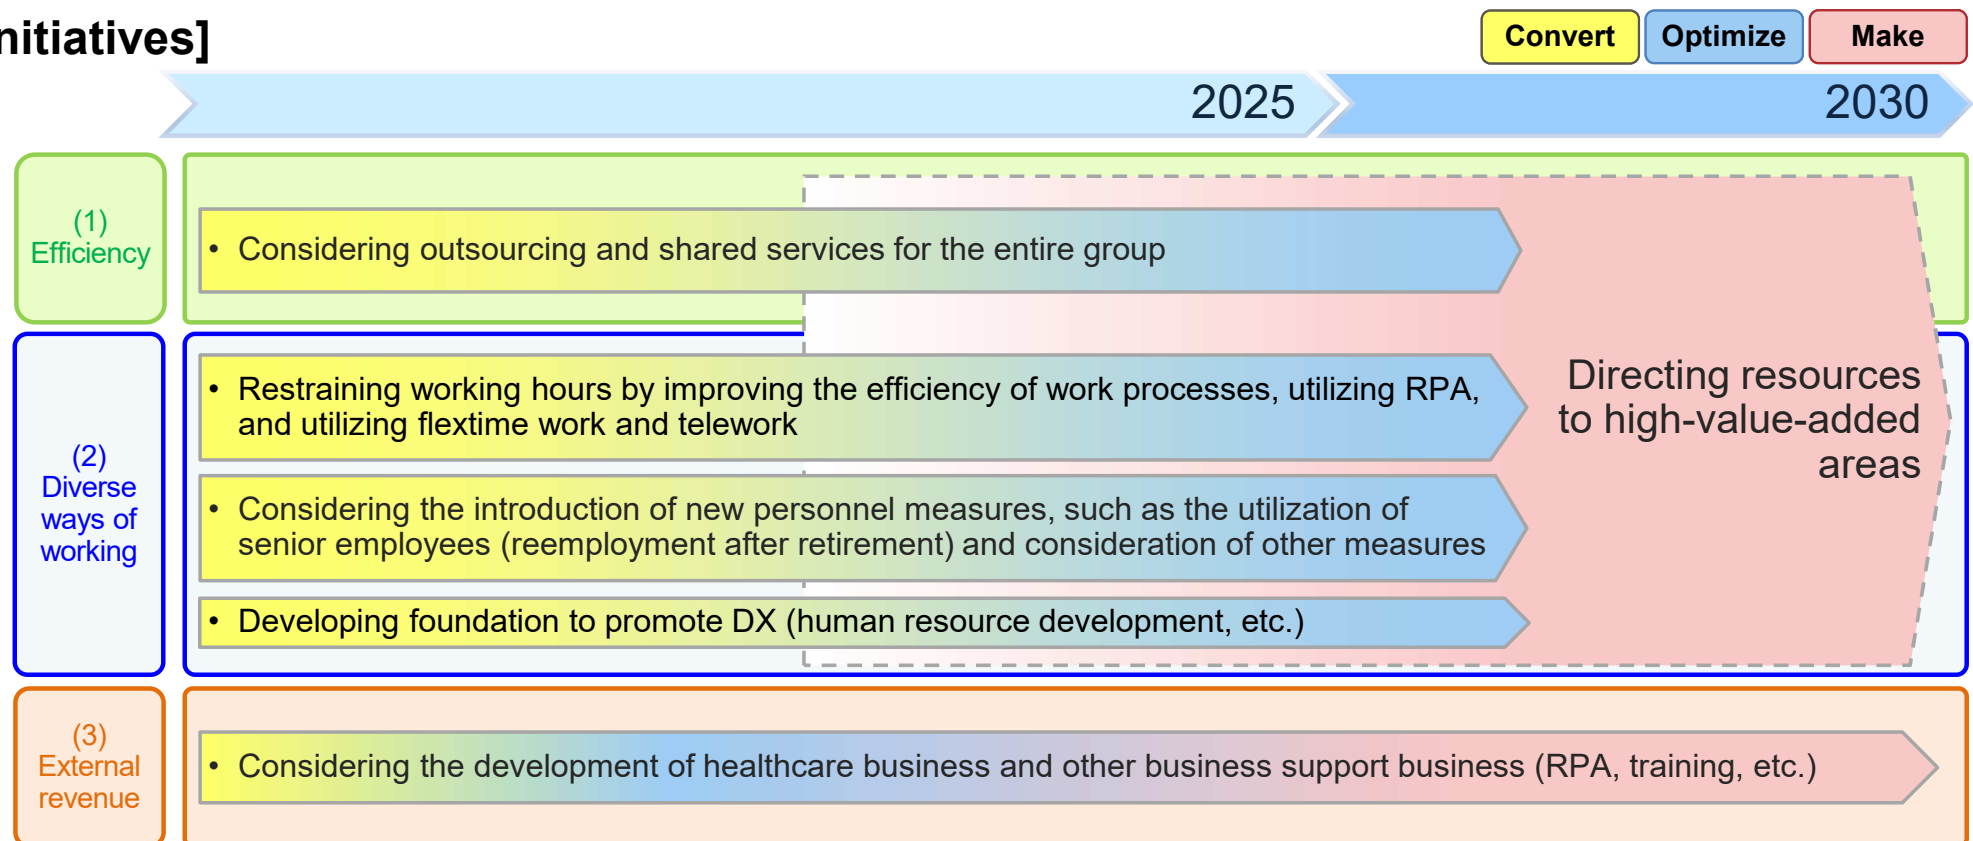 nitiatives]
Convert
Optimize
Make
2025
2030
(1)
Efficiency
• Considering outsourcing and shared services for the entire group
(2)
Diverse
ways of
working
• Restraining working hours by improving the efficiency of work processes, utilizing RPA,
and utilizing flextime work and telework
• Considering the introduction of new personnel measures, such as the utilization of
senior employees (reemployment after retirement) and consideration of other measures
• Developing foundation to promote DX (human resource development, etc.)
Directing resources
to high-value-added
areas
(3)
External
revenue
• Considering the development of healthcare business and other business support business (RPA, training, etc.)